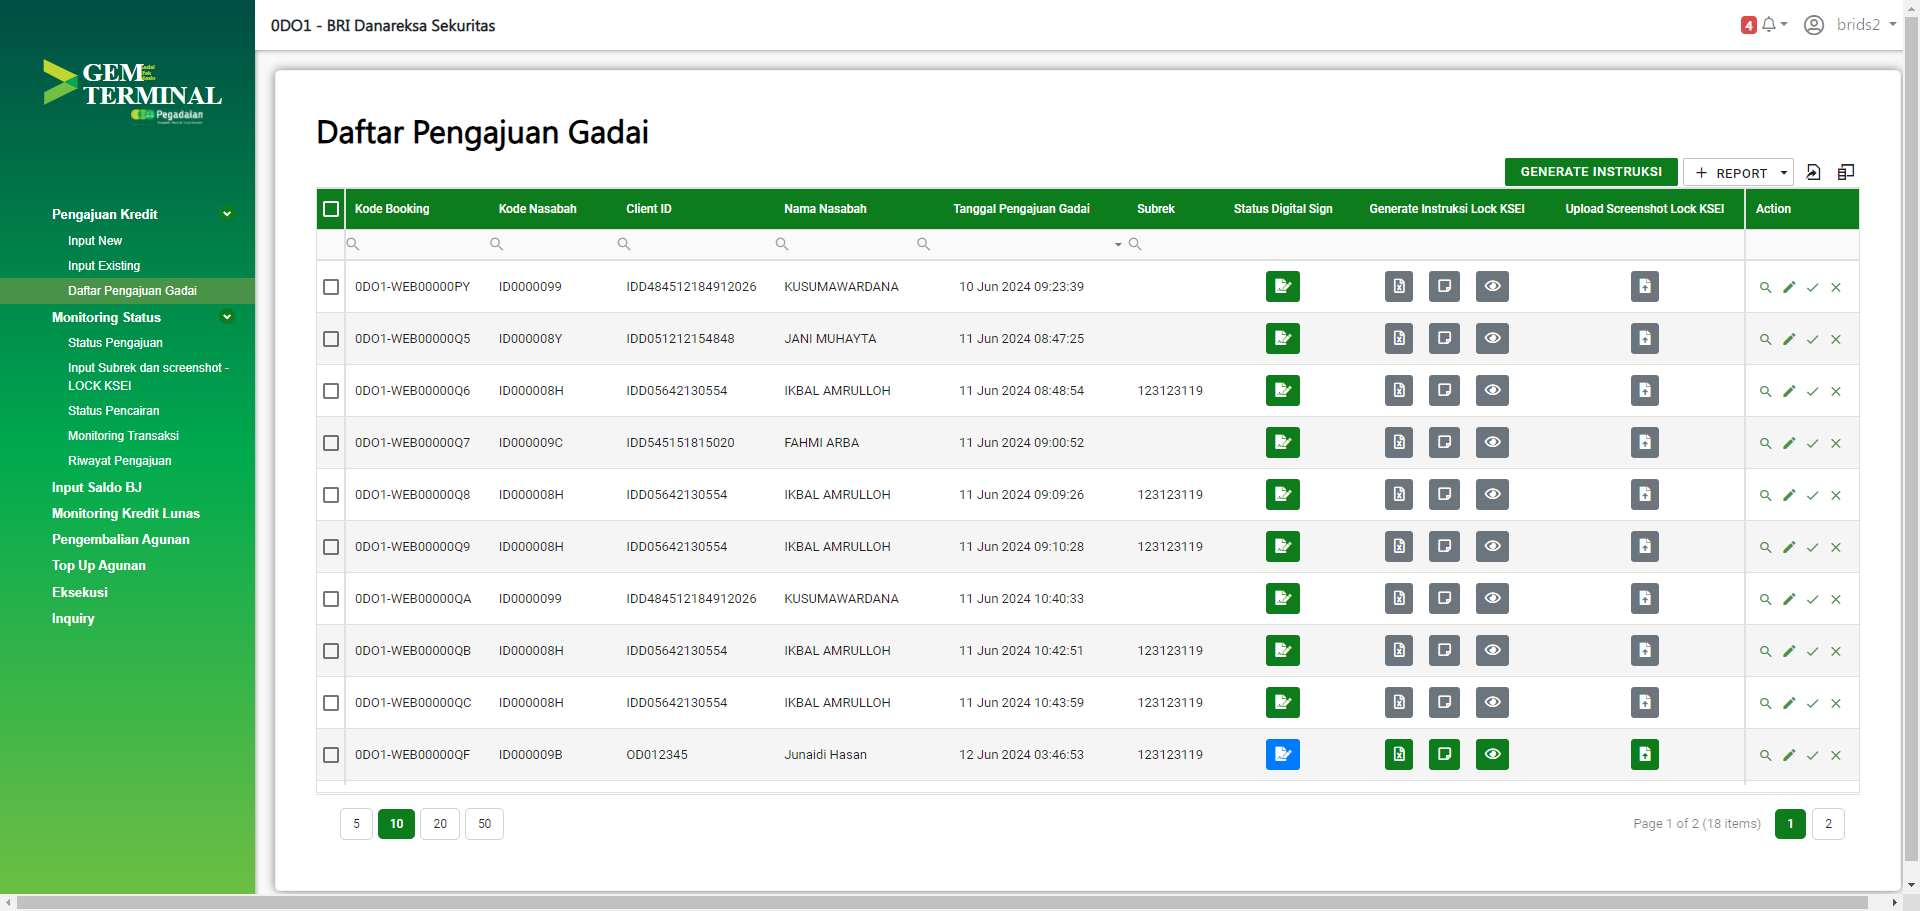 0DO1 - BRI Danareksa Sekuritas
4
brids2
GEM
TERMINAL
Pegadaian
Pengajuan Kredit
Input New
Input Existing
Daftar Pengajuan Gadai
Monitoring Status
Status Pengajuan
Input Subrek dan screenshot -
LOCK KSEI
Status Pencairan
Monitoring Transaksi
Riwayat Pengajuan
Input Saldo BJ
Monitoring Kredit Lunas
Pengembalian Agunan
Top Up Agunan
Eksekusi
Inquiry
Daftar Pengajuan Gadai
GENERATE INSTRUKSI
+ REPORT
Kode Booking Kode Nasabah Client ID Nama Nasabah Tanggal Pengajuan Gadai Subrek Status Digital Sign Generate Instruksi Lock KSEI Upload Screenshot Lock KSEI Action
0DO1-WEB00000PY ID0000099 IDD484512184912026 KUSUMAWARDANA 10 Jun 2024 09:23:39
0DO1-WEB00000Q5 ID000008Y IDD051212154848 JANI MUHAYTA 11 Jun 2024 08:47:25
0DO1-WEB00000Q6 ID000008H IDD05642130554 IKBAL AMRULLOH 11 Jun 2024 08:48:54 123123119
0DO1-WEB00000Q7 ID000009C IDD545151815020 FAHMI ARBA 11 Jun 2024 09:00:52
0DO1-WEB00000Q8 ID000008H IDD05642130554 IKBAL AMRULLOH 11 Jun 2024 09:09:26 123123119
0DO1-WEB00000Q9 ID000008H IDD05642130554 IKBAL AMRULLOH 11 Jun 2024 09:10:28 123123119
0DO1-WEB00000QA ID0000099 IDD484512184912026 KUSUMAWARDANA 11 Jun 2024 10:40:33
0DO1-WEB00000QB ID000008H IDD05642130554 IKBAL AMRULLOH 11 Jun 2024 10:42:51 123123119
0DO1-WEB00000QC ID000008H IDD05642130554 IKBAL AMRULLOH 11 Jun 2024 10:43:59 123123119
0DO1-WEB00000QF ID000009B OD012345 Junaidi Hasan 12 Jun 2024 03:46:53 123123119
5 10 20 50
Page 1 of 2 (18 items) 1 2